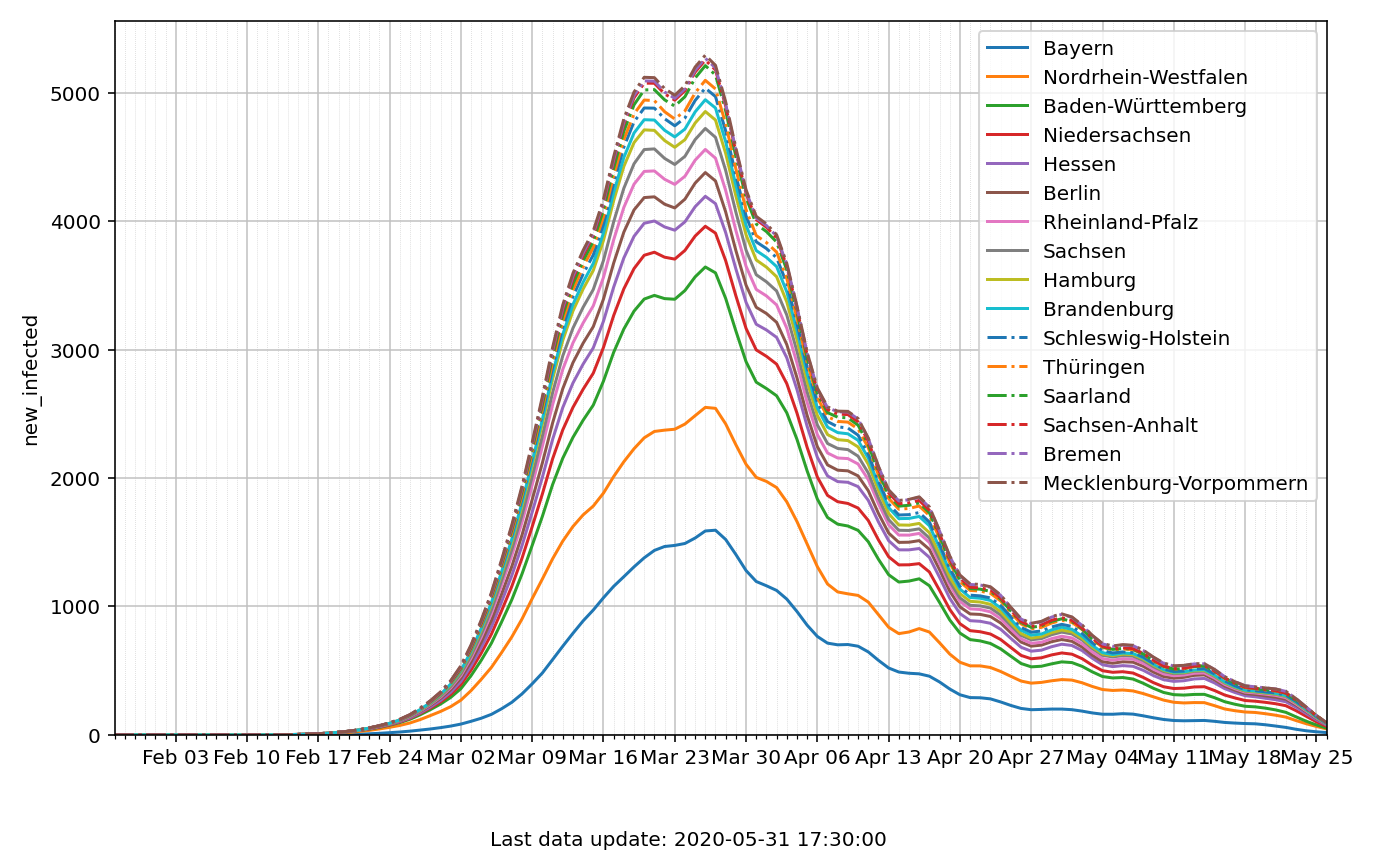 new_infected
5000
4000
3000
2000
1000
0
Bayern
Nordrhein-Westfalen
Baden-Württemberg
Niedersachsen
Hessen
Berlin
Rheinland-Pfalz
Sachsen
Hamburg
Brandenburg
Schleswig-Holstein
Thüringen
Saarland
Sachsen-Anhalt
Bremen
Mecklenburg-Vorpommern
Feb 03 Feb 10 Feb 17 Feb 24 Mar 02 Mar 09 Mar 16 Mar 23 Mar 30 Apr 06 Apr 13 Apr 20 Apr 27 May 04 May 11 May 18 May 25
Last data update: 2020-05-31 17:30:00